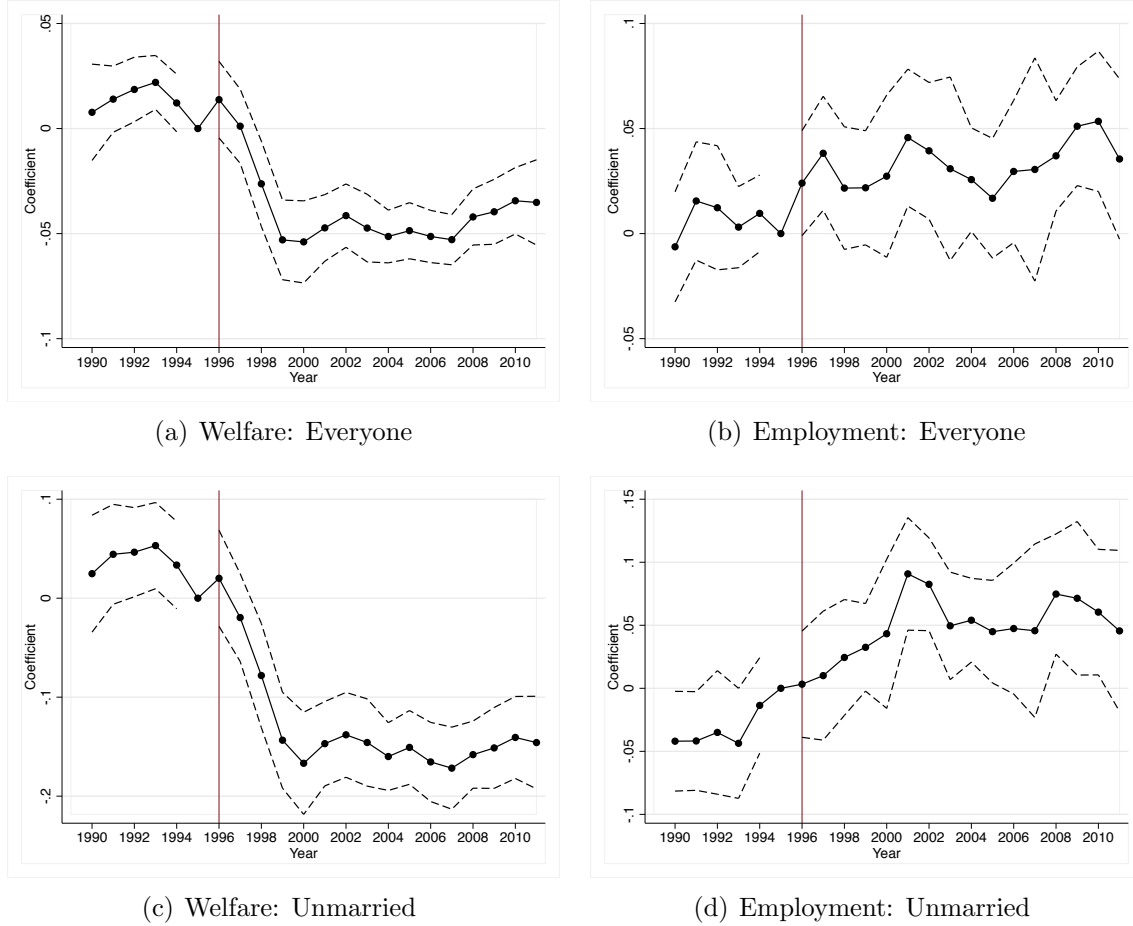 .05
0
-.05
-.1
Coefficient
1990 1992 1994 1996 1998 2000 2002 2004 2006 2008 2010
Year
(a) Welfare: Everyone
.1
.05
0
-.05
Coefficient
1990 1992 1994 1996 1998 2000 2002 2004 2006 2008 2010
Year
(b) Employment: Everyone
.1
0
-.1
-.2
Coefficient
1990 1992 1994 1996 1998 2000 2002 2004 2006 2008 2010
Year
(c) Welfare: Unmarried
.15
.1
.05
0
-.05
-.1
Coefficient
1990 1992 1994 1996 1998 2000 2002 2004 2006 2008 2010
Year
(d) Employment: Unmarried